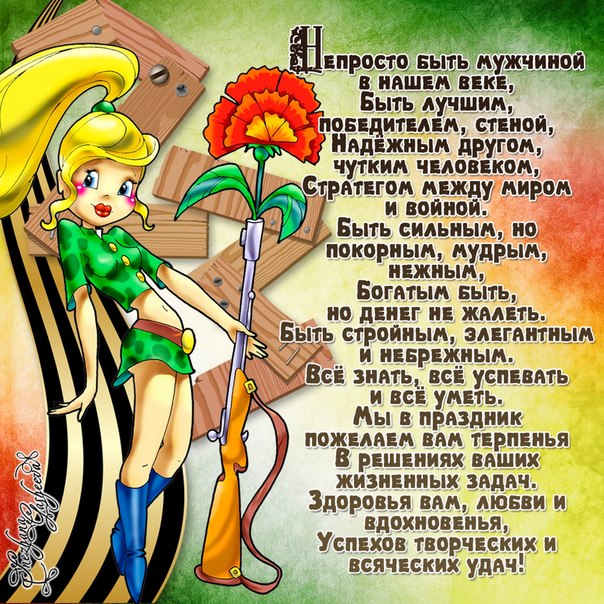 Непросто быть мужчиной
в нашем веке,
Быть лучшим,
победителем, стеной,
Надёжным другом,
чутким человеком,
Стратегом между миром
и войной.
Быть сильным, но
покорным, мудрым,
нежным,
Богатым быть,
но денег не жалеть.
Быть стройным, элегантным
и небрежным.
Всё знать, всё успевать
и всё уметь.
Мы в праздник
пожелаем вам терпенья
В решениях ваших
жизненных задач.
Здоровья вам, любви и
вдохновенья,
Успехов творческих и
всяческих удач!